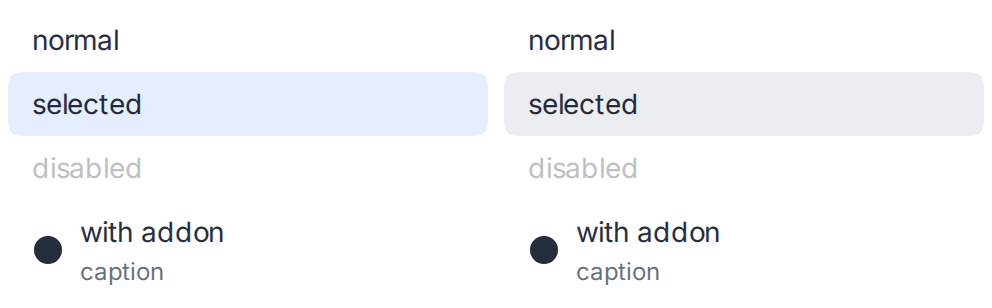 normal
selected
disabled
with addon
caption
normal
selected
disabled
with addon
caption